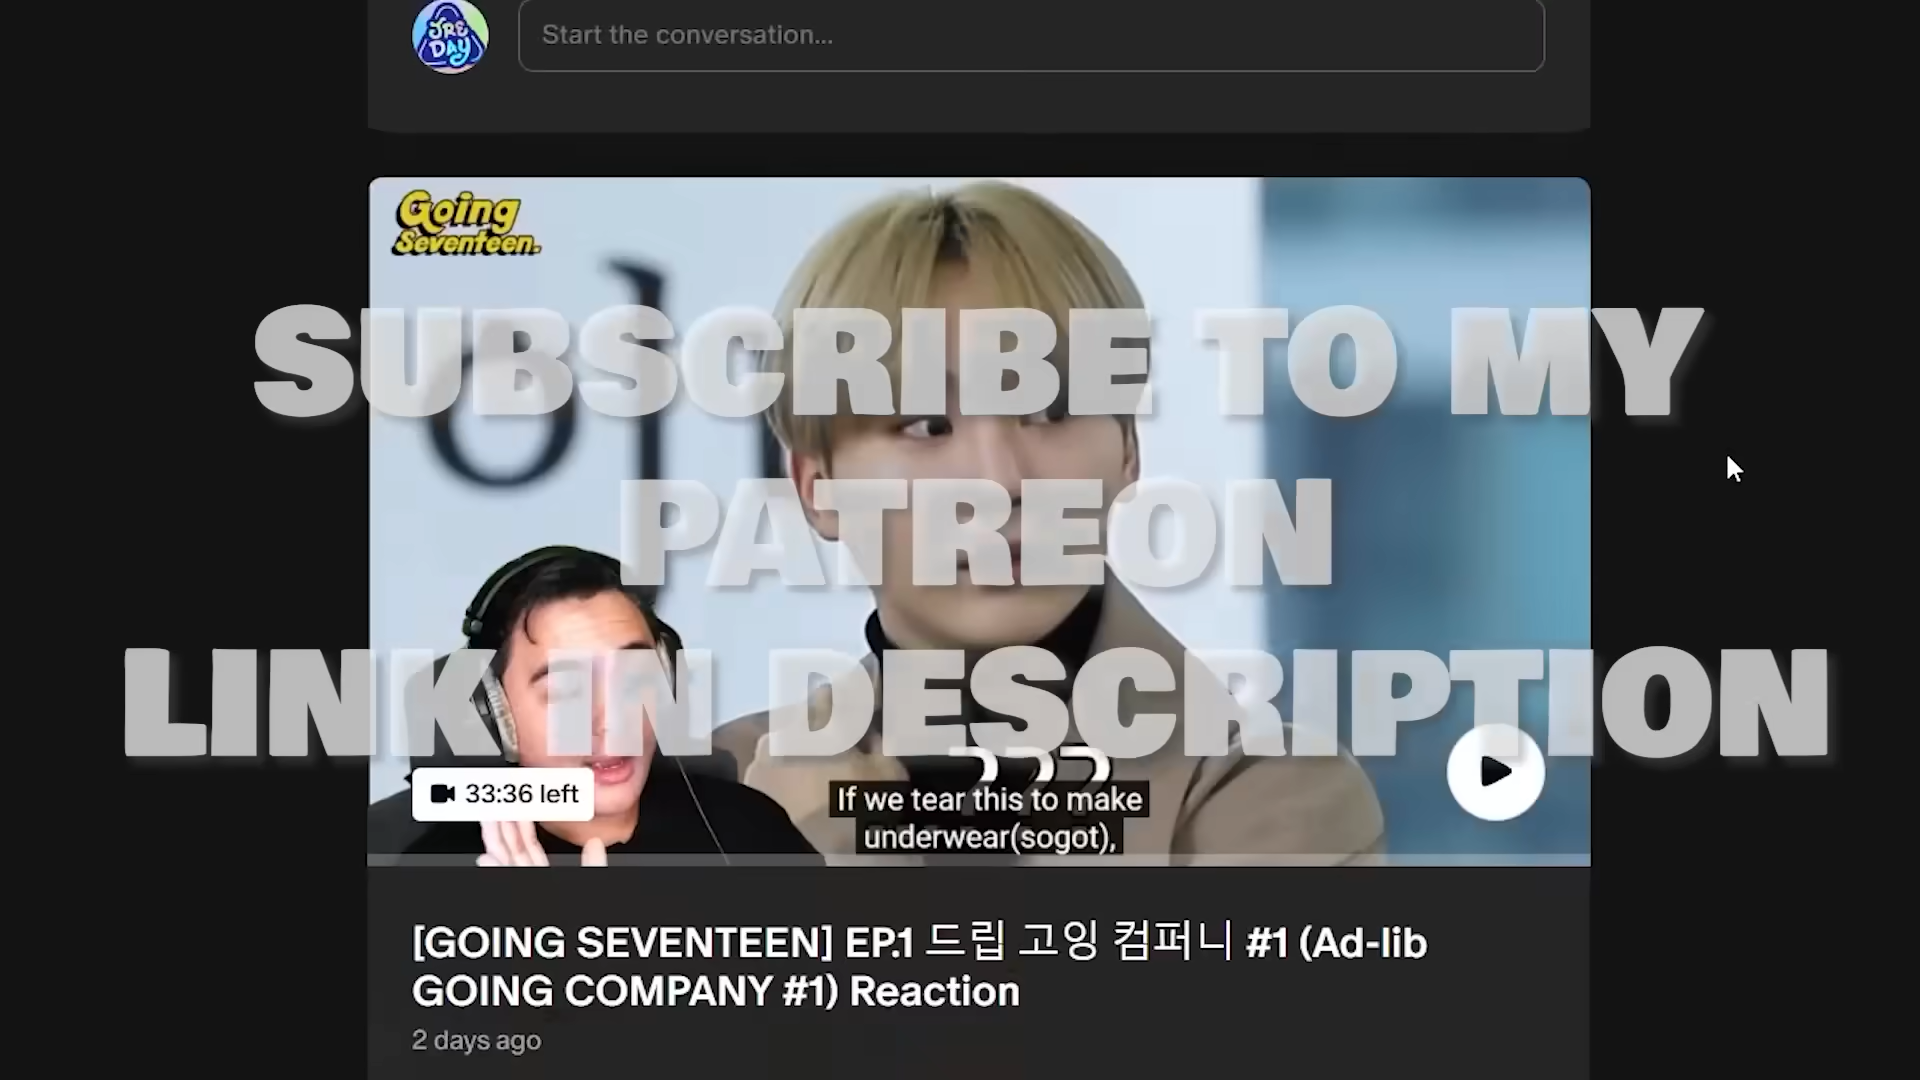 JRE
DAY
Start the conversation...
Going
Seventeen.
SUBSCRIBE TO MY
PATREON
LINK IN DESCRIPTION
???
33:36 left
If we tear this to make
underwear(sogot),
[GOING SEVENTEEN] EP.1 드립 고잉 컴퍼니 #1 (Ad-lib
GOING COMPANY #1) Reaction
2 days ago